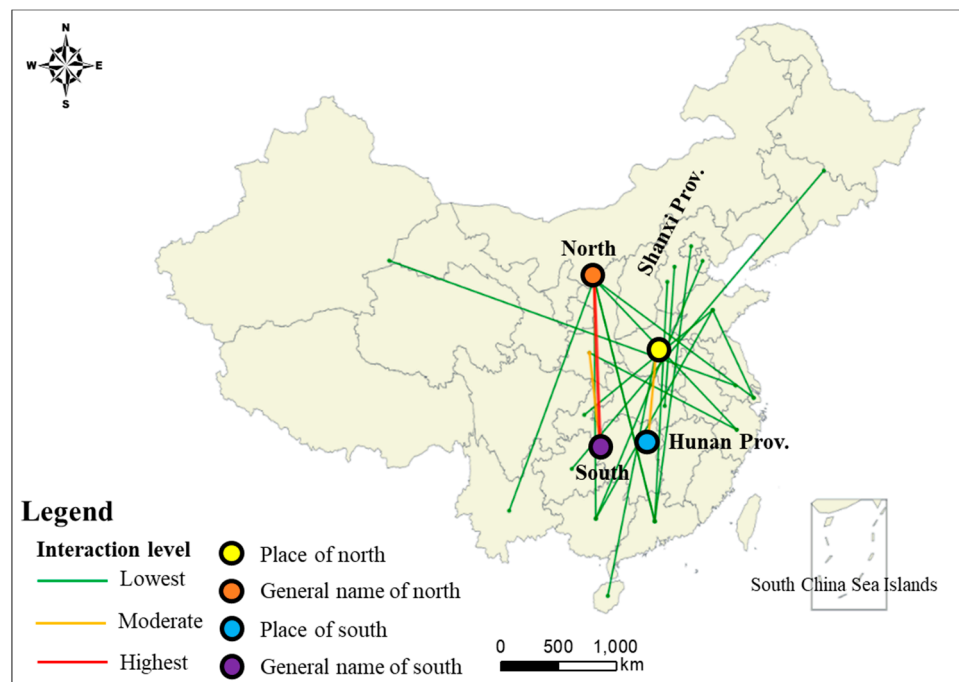 N
W E
S
Shanxi Prov.
North
Hunan Prov.
South
Legend
Interaction level
Lowest
Moderate
Highest
Place of north
General name of north
Place of south
General name of south
0 500 1,000
km
South China Sea Islands